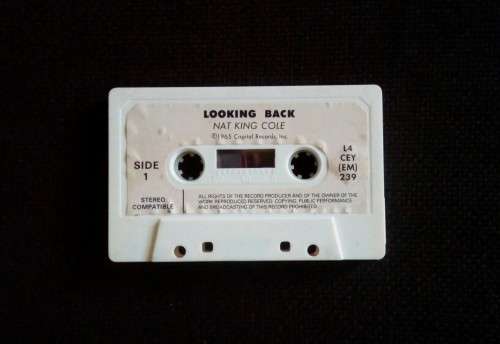 LOOKING BACK
NAT KING COLE
©1965 Capitol Records, Inc.
SIDE
1
L4
CEY
(EM)
239
STEREO
COMPATIBLE
ALL RIGHTS OF THE RECORD PRODUCER AND OF THE OWNER OF THE
WORK REPRODUCED RESERVED. COPYING, PUBLIC PERFORMANCE
AND BROADCASTING OF THIS RECORD PROHIBITED